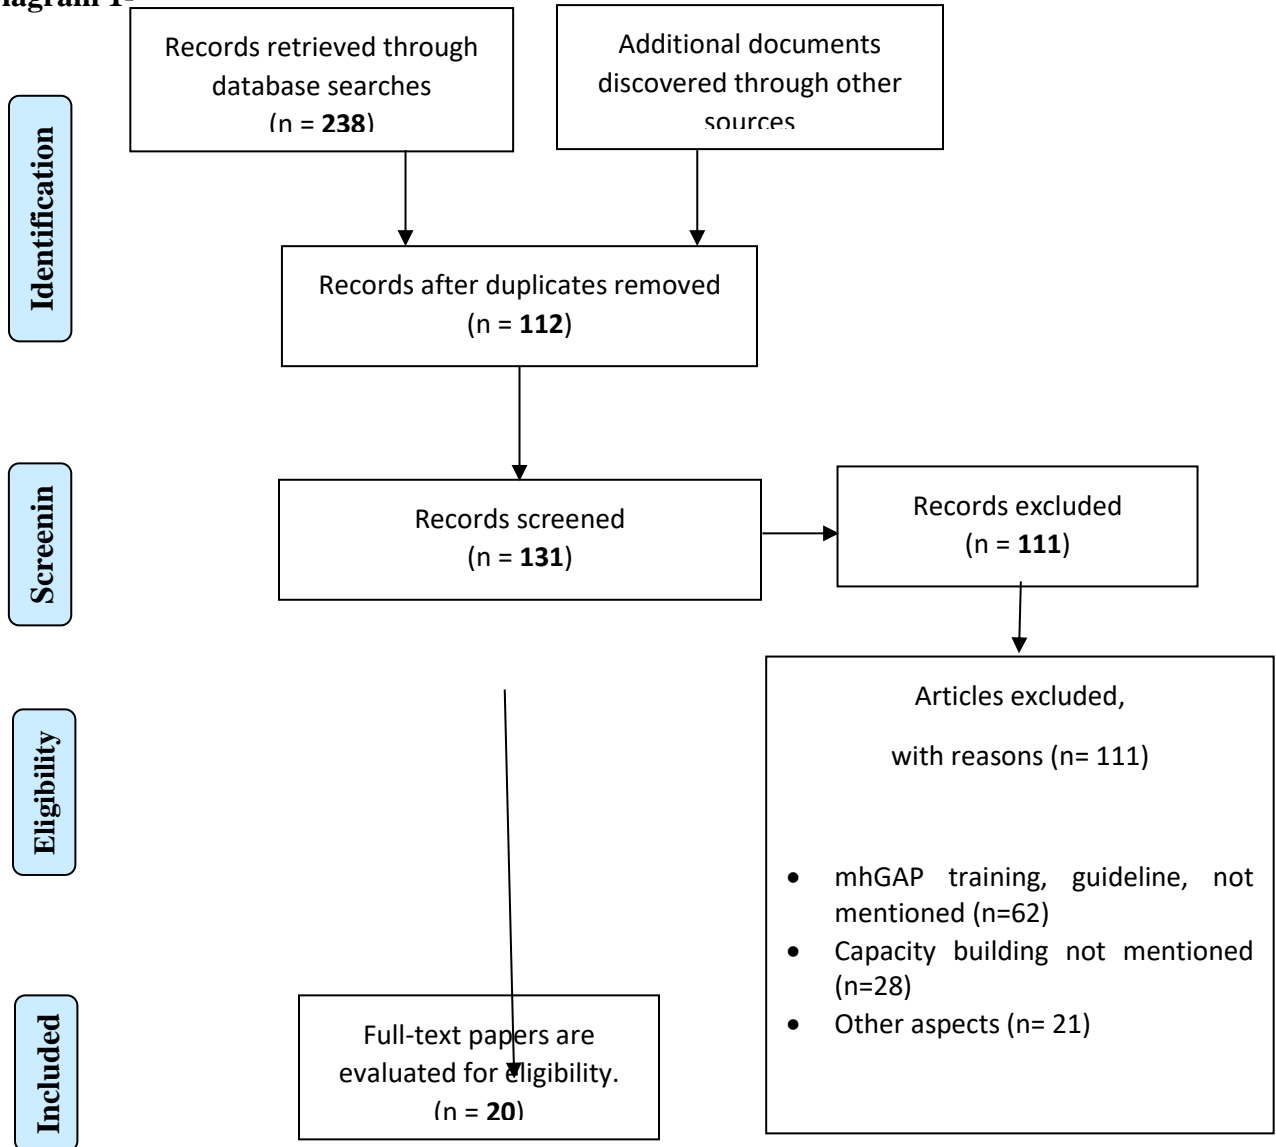 Records retrieved through
database searches
(n = 238)
Additional documents
discovered through other
sources
Identification
Records after duplicates removed
(n = 112)
Screenin
Records screened
(n = 131)
Records excluded
(n = 111)
Eligibility
Articles excluded,
with reasons (n= 111)
• mhGAP training, guideline, not
mentioned (n=62)
• Capacity building not mentioned
(n=28)
• Other aspects (n= 21)
Included
Full-text papers are
evaluated for eligibility.
(n = 20)